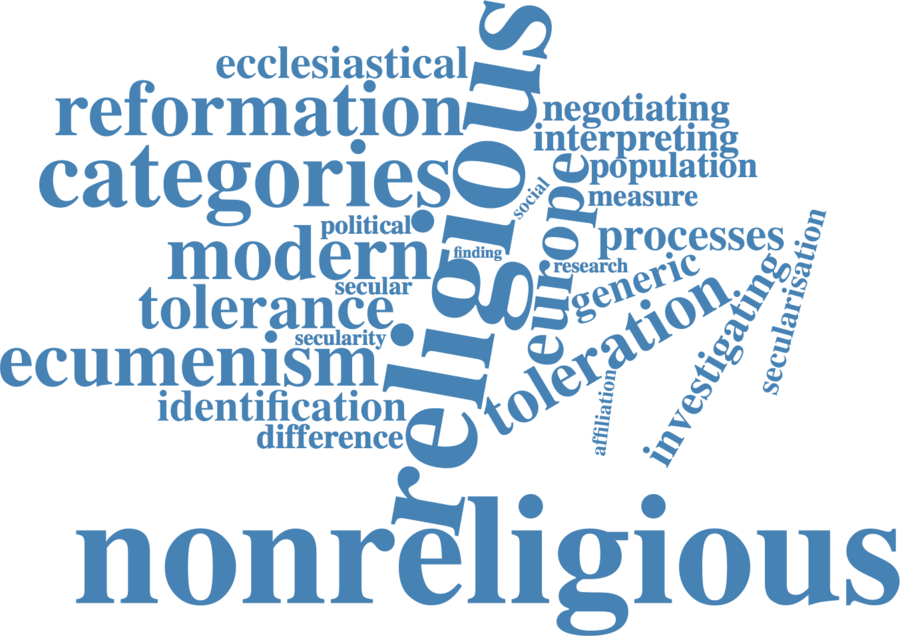 ecclesiastical
reformation
categories
political
modern
secular
tolerance
secularity
ecumenism
identification
difference
religious
finding
social
negotiating
interpreting
population
measure
europe
processes
research
generic
toleration
affiliation
investigating
secularisation
nonreligious